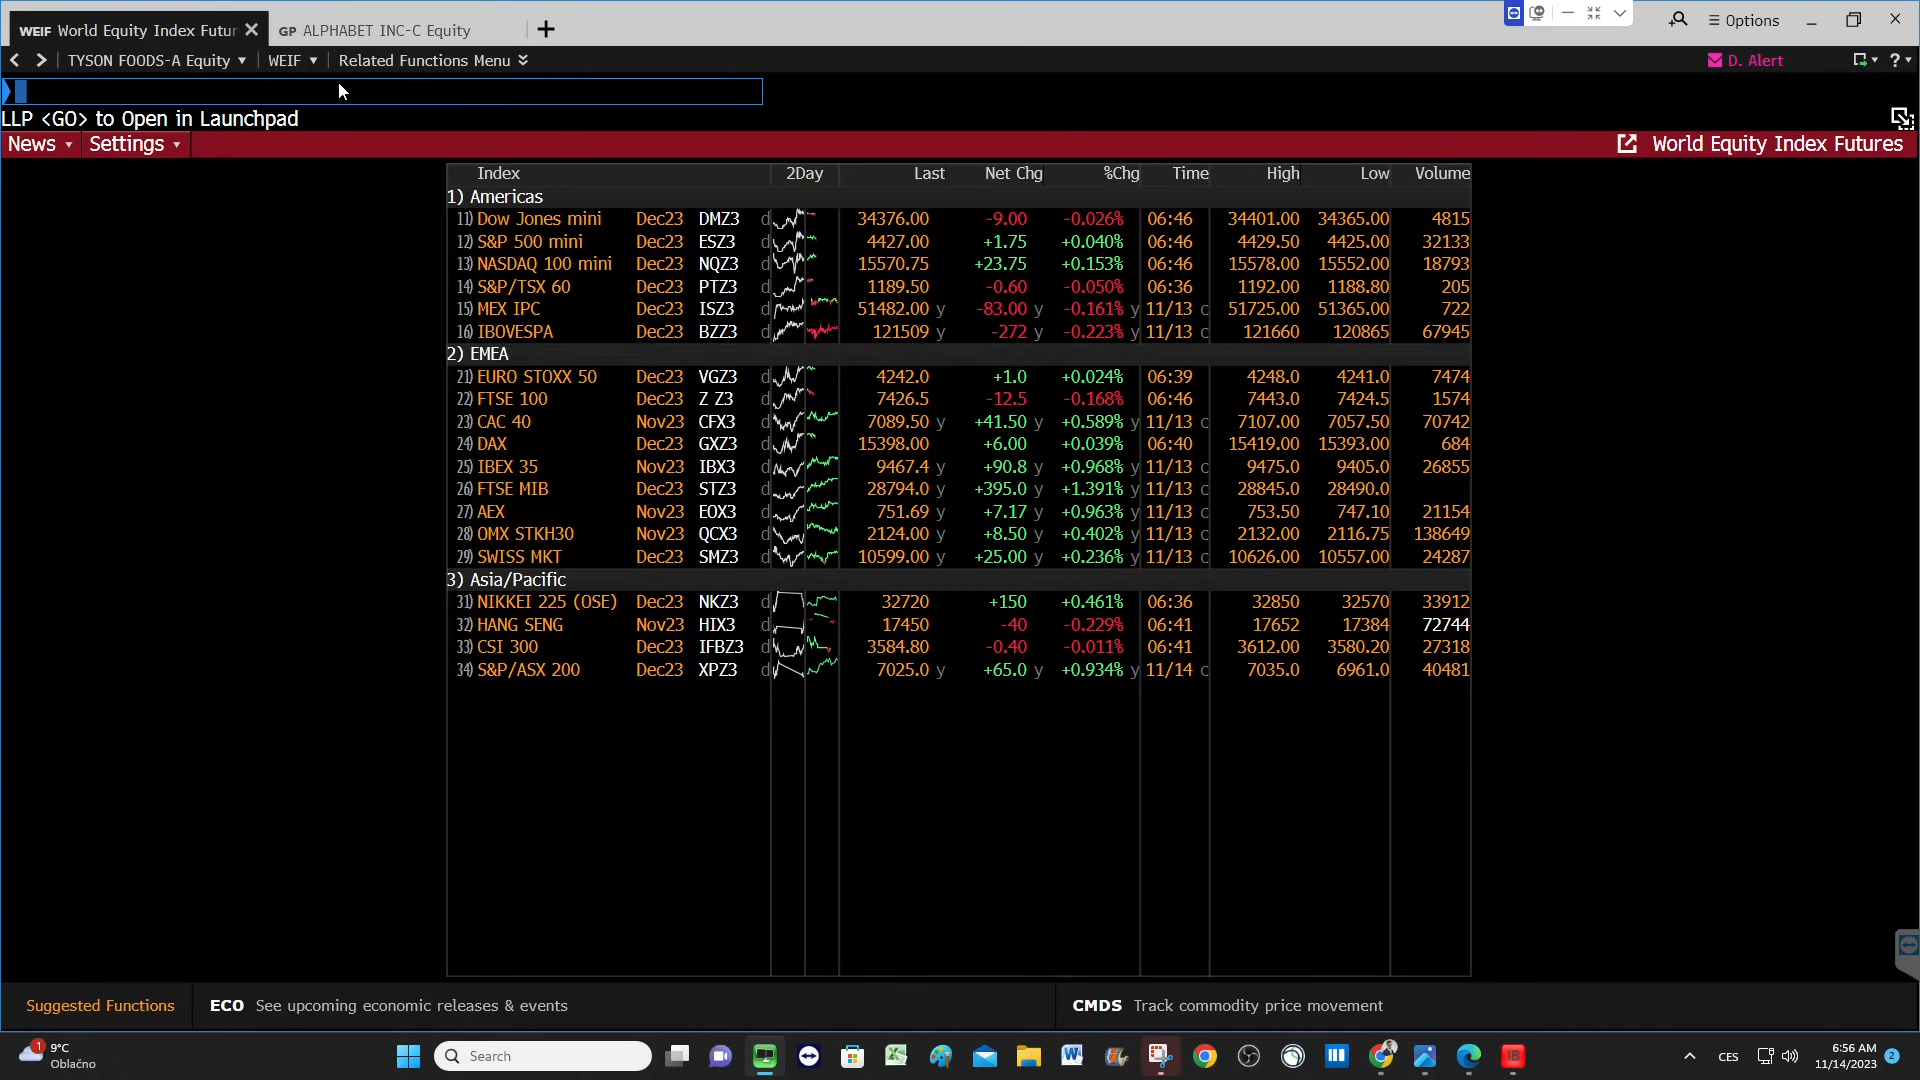 WEIF World Equity Index Futur
GP ALPHABET INC-C Equity
Options
TYSON FOODS-A Equity WEIF Related Functions Menu
D. Alert
?
LLP <GO> to Open in Launchpad
News Settings World Equity Index Futures
Index 2Day Last Net Chg %Chg Time High Low Volume
1) Americas
11) Dow Jones mini Dec23 DMZ3 d 34376.00 -9.00 -0.026% 06:46 34401.00 34365.00 4815
12) S&P 500 mini Dec23 ESZ3 d 4427.00 +1.75 +0.040% 06:46 4429.50 4425.00 32133
13) NASDAQ 100 mini Dec23 NQZ3 d 15570.75 +23.75 +0.153% 06:46 15578.00 15552.00 18793
14) S&P/TSX 60 Dec23 PTZ3 d 1189.50 -0.60 -0.050% 06:36 1192.00 1188.80 205
15) MEX IPC Dec23 ISZ3 d 51482.00 y -83.00 y -0.161% y 11/13 c 51725.00 51365.00 722
16) IBOVESPA Dec23 BZZ3 d 121509 y -272 y -0.223% y 11/13 c 121660 120865 67945
2) EMEA
21) EURO STOXX 50 Dec23 VGZ3 d 4242.0 +1.0 +0.024% 06:39 4248.0 4241.0 7474
22) FTSE 100 Dec23 Z Z3 d 7426.5 -12.5 -0.168% 06:46 7443.0 7424.5 1574
23) CAC 40 Nov23 CFX3 d 7089.50 y +41.50 y +0.589% y 11/13 c 7107.00 7057.50 70742
24) DAX Dec23 GXZ3 d 15398.00 +6.00 +0.039% 06:40 15419.00 15393.00 684
25) IBEX 35 Nov23 IBX3 d 9467.4 y +90.8 y +0.968% y 11/13 c 9475.0 9405.0 26855
26) FTSE MIB Dec23 STZ3 d 28794.0 y +395.0 y +1.391% y 11/13 c 28845.0 28490.0
27) AEX Nov23 EOX3 d 751.69 y +7.17 y +0.963% y 11/13 c 753.50 747.10 21154
28) OMX STKH30 Nov23 QCX3 d 2124.00 y +8.50 y +0.402% y 11/13 c 2132.00 2116.75 138649
29) SWISS MKT Dec23 SMZ3 d 10599.00 y +25.00 y +0.236% y 11/13 c 10626.00 10557.00 24287
3) Asia/Pacific
31) NIKKEI 225 (OSE) Dec23 NKZ3 d 32720 +150 +0.461% 06:36 32850 32570 33912
32) HANG SENG Nov23 HIX3 d 17450 -40 -0.229% 06:41 17652 17384 72744
33) CSI 300 Dec23 IFBZ3 d 3584.80 -0.40 -0.011% 06:41 3612.00 3580.20 27318
34) S&P/ASX 200 Dec23 XPZ3 d 7025.0 y +65.0 y +0.934% y 11/14 c 7035.0 6961.0 40481
Suggested Functions ECO See upcoming economic releases & events CMDS Track commodity price movement
1
9°C
Oblačno
Search
IB
CES
6:56 AM
11/14/2023
2